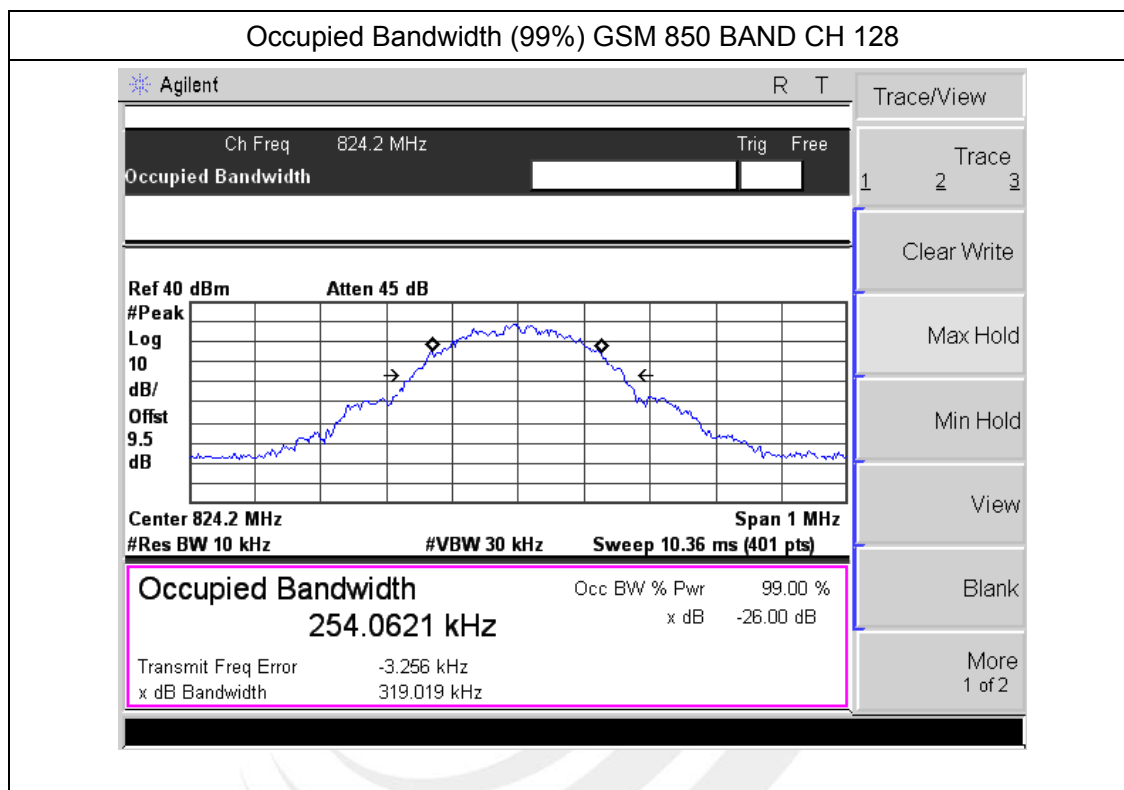 Occupied Bandwidth (99%) GSM 850 BAND CH 128
Agilent R T
Trace/View
Ch Freq 824.2 MHz Trig Free
Occupied Bandwidth
Trace
1 2 3
Clear Write
Ref 40 dBm Atten 45 dB
#Peak
Log
10
dB/
Offst
9.5
dB
Max Hold
Min Hold
View
Center 824.2 MHz Span 1 MHz
#Res BW 10 kHz #VBW 30 kHz Sweep 10.36 ms (401 pts)
Occupied Bandwidth Occ BW % Pwr 99.00 %
254.0621 kHz x dB -26.00 dB
Blank
Transmit Freq Error -3.256 kHz
x dB Bandwidth 319.019 kHz
More
1 of 2